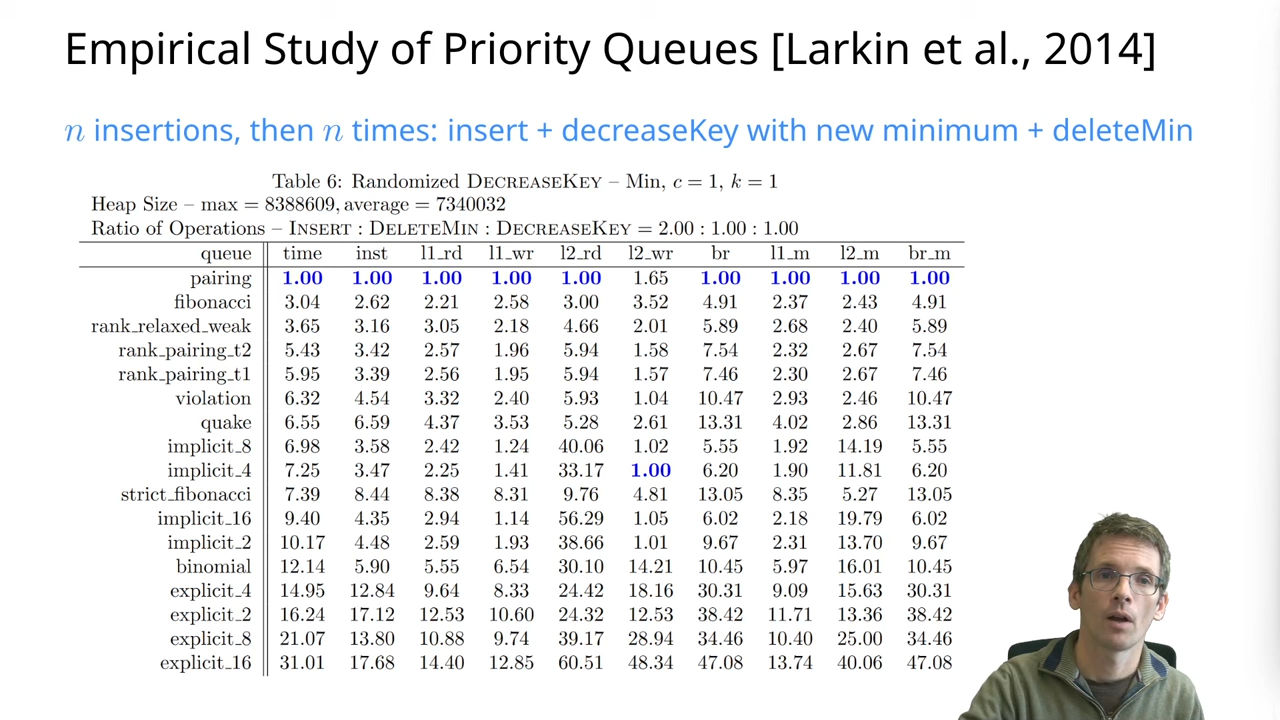 Empirical Study of Priority Queues [Larkin et al., 2014]
n insertions, then n times: insert + decreaseKey with new minimum + deleteMin
Table 6: Randomized DECREASEKEY – Min, c = 1, k = 1
Heap Size – max = 8388609, average = 7340032
Ratio of Operations – INSERT : DELETEMIN : DECREASEKEY = 2.00 : 1.00 : 1.00
queue time inst l1_rd l1_wr l2_rd l2_wr br l1_m l2_m br_m
pairing 1.00 1.00 1.00 1.00 1.00 1.65 1.00 1.00 1.00 1.00
fibonacci 3.04 2.62 2.21 2.58 3.00 3.52 4.91 2.37 2.43 4.91
rank_relaxed_weak 3.65 3.16 3.05 2.18 4.66 2.01 5.89 2.68 2.40 5.89
rank_pairing_t2 5.43 3.42 2.57 1.96 5.94 1.58 7.54 2.32 2.67 7.54
rank_pairing_t1 5.95 3.39 2.56 1.95 5.94 1.57 7.46 2.30 2.67 7.46
violation 6.32 4.54 3.32 2.40 5.93 1.04 10.47 2.93 2.46 10.47
quake 6.55 6.59 4.37 3.53 5.28 2.61 13.31 4.02 2.86 13.31
implicit_8 6.98 3.58 2.42 1.24 40.06 1.02 5.55 1.92 14.19 5.55
implicit_4 7.25 3.47 2.25 1.41 33.17 1.00 6.20 1.90 11.81 6.20
strict_fibonacci 7.39 8.44 8.38 8.31 9.76 4.81 13.05 8.35 5.27 13.05
implicit_16 9.40 4.35 2.94 1.14 56.29 1.05 6.02 2.18 19.79 6.02
implicit_2 10.17 4.48 2.59 1.93 38.66 1.01 9.67 2.31 13.70 9.67
binomial 12.14 5.90 5.55 6.54 30.10 14.21 10.45 5.97 16.01 10.45
explicit_4 14.95 12.84 9.64 8.33 24.42 18.16 30.31 9.09 15.63 30.31
explicit_2 16.24 17.12 12.53 10.60 24.32 12.53 38.42 11.71 13.36 38.42
explicit_8 21.07 13.80 10.88 9.74 39.17 28.94 34.46 10.40 25.00 34.46
explicit_16 31.01 17.68 14.40 12.85 60.51 48.34 47.08 13.74 40.06 47.08